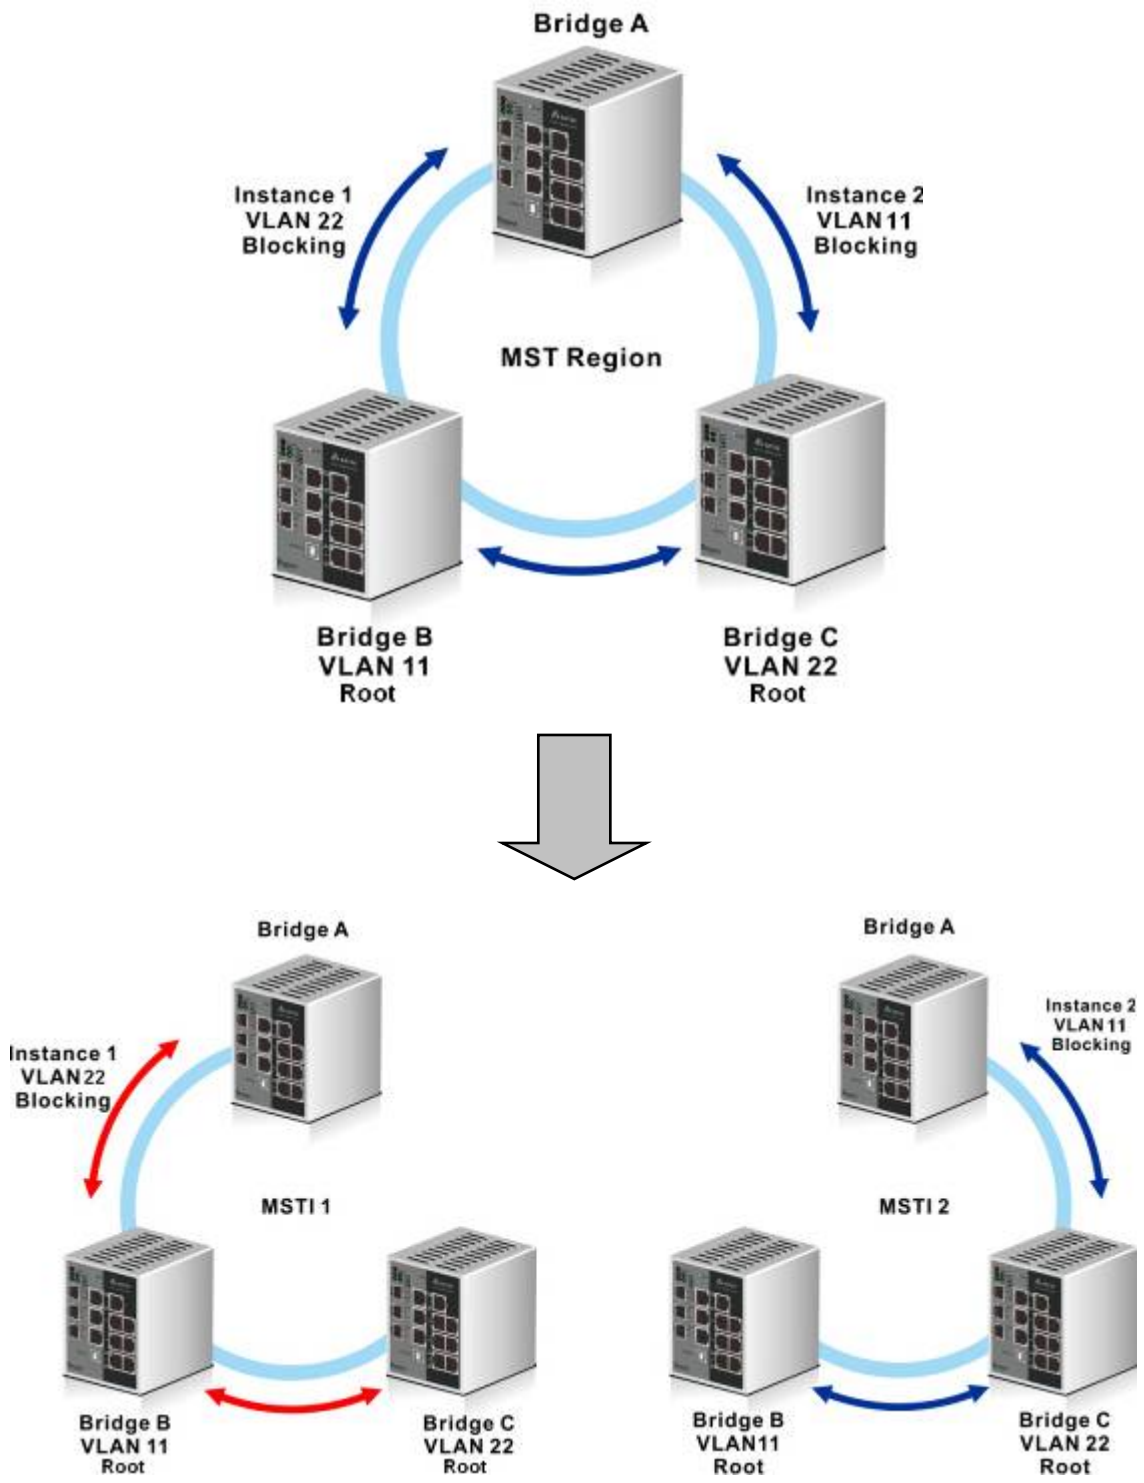 Bridge A
Instance 1
VLAN 22
Blocking
Instance 2
VLAN 11
Blocking
MST Region
Bridge B
VLAN 11
Root
Bridge C
VLAN 22
Root
Bridge A
Instance 1
VLAN 22
Blocking
MSTI 1
Bridge B
VLAN 11
Root
Bridge C
VLAN 22
Root
Bridge A
Instance 2
VLAN 11
Blocking
MSTI 2
Bridge B
VLAN11
Root
Bridge C
VLAN 22
Root